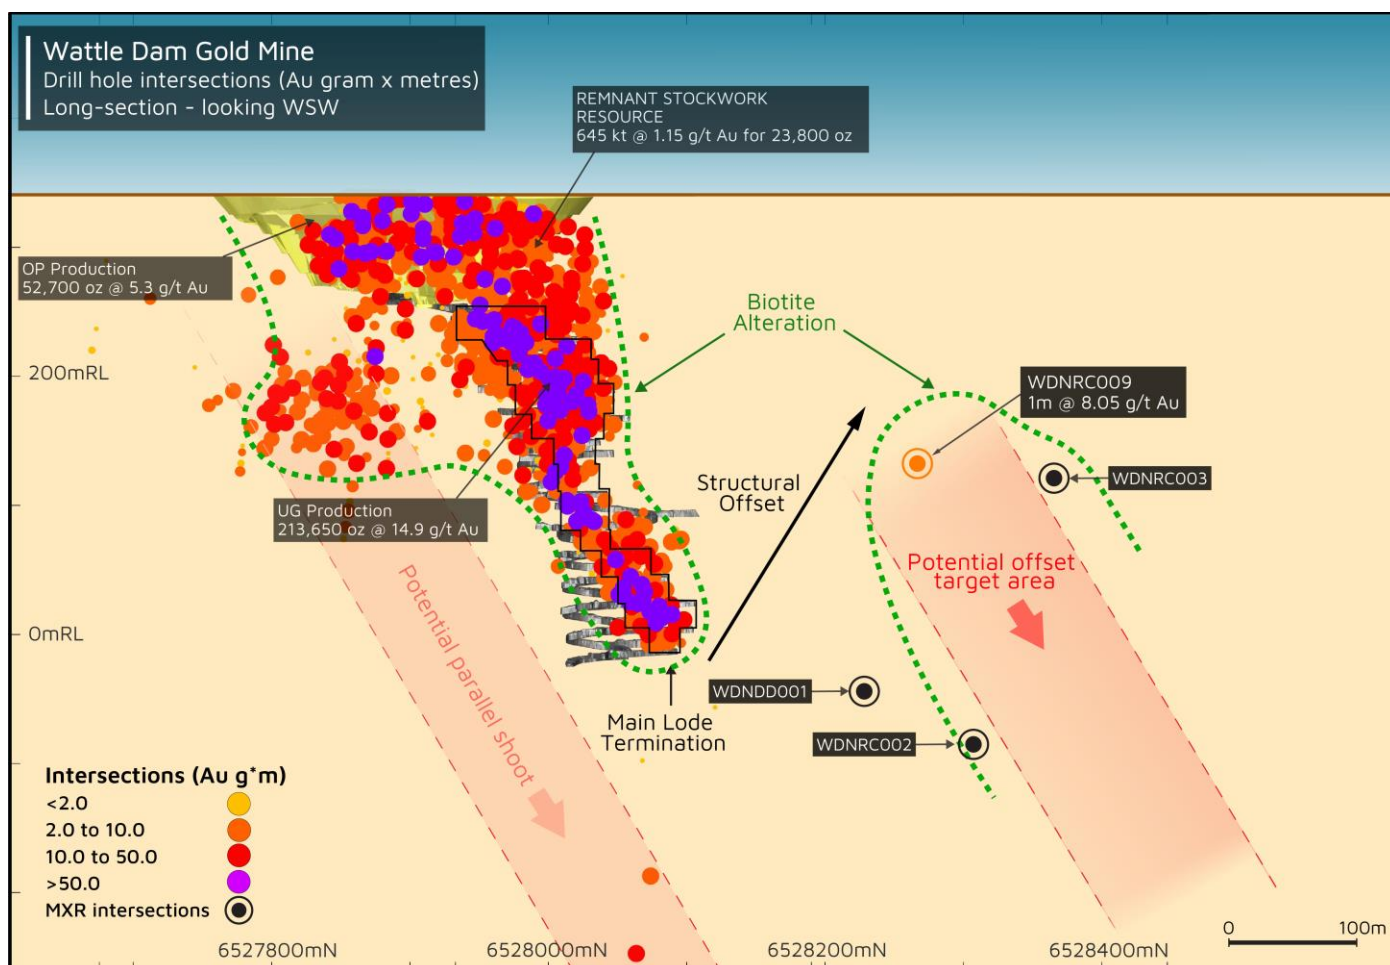 Wattle Dam Gold Mine
Drill hole intersections (Au gram x metres)
Long-section - looking WSW
REMNANT STOCKWORK
RESOURCE
645 kt @ 1.15 g/t Au for 23,800 oz
OP Production
52,700 oz @ 5.3 g/t Au
Biotite
Alteration
200mRL
WDNRC009
1m @ 8.05 g/t Au
WDNRC003
Structural
Offset
UG Production
213,650 oz @ 14.9 g/t Au
Potential offset
target area
Potential parallel shoot
0mRL
WDNDD001
Main Lode
Termination
WDNRC002
Intersections (Au g*m)
<2.0
2.0 to 10.0
10.0 to 50.0
>50.0
MXR intersections
0 100m
6527800mN 6528000mN 6528200mN 6528400mN